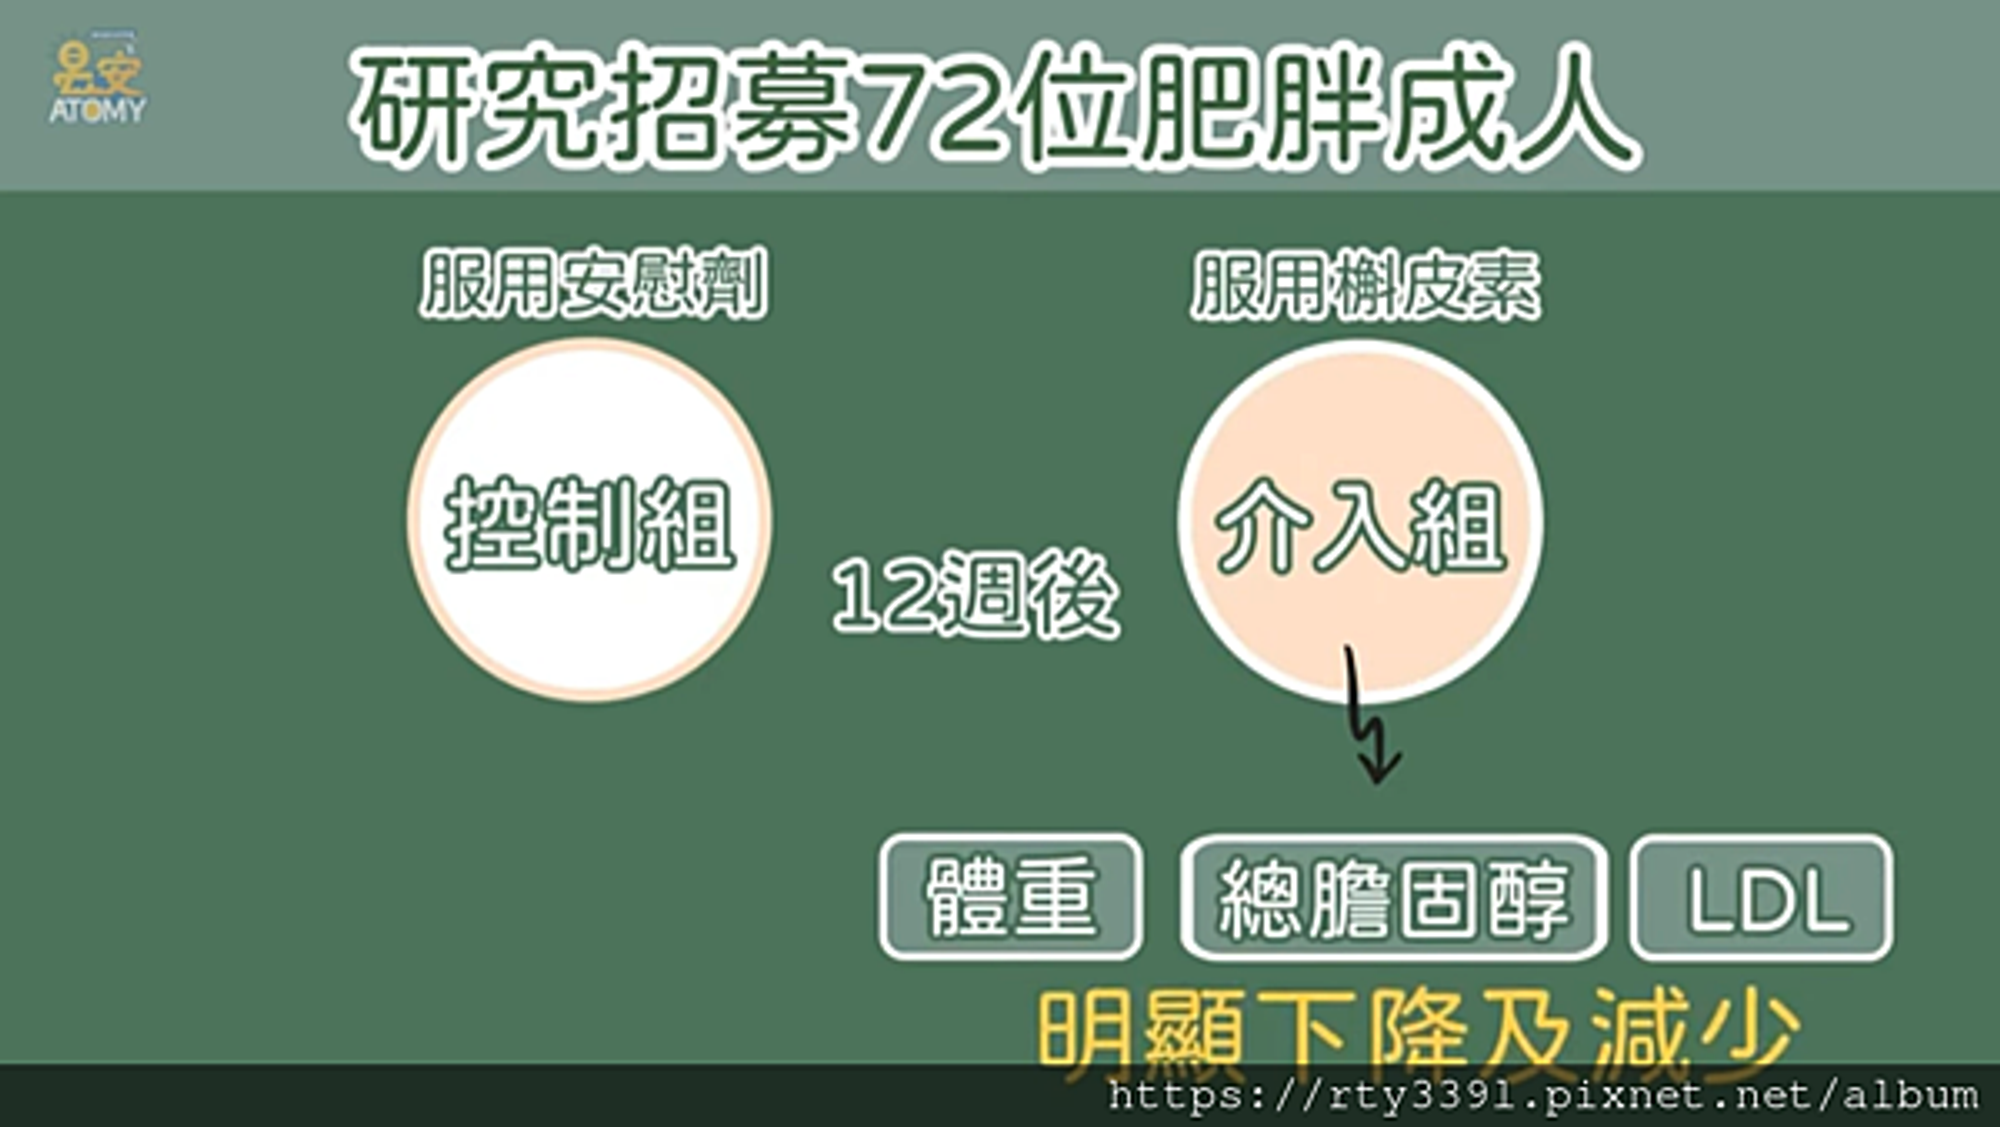 昱安
ATOMY
研究招募72位肥胖成人
服用安慰劑
服用槲皮素
控制組
介入組
12週後
體重
總膽固醇
LDL
明顯下降及減少
https://rty3391.pixnet.net/album